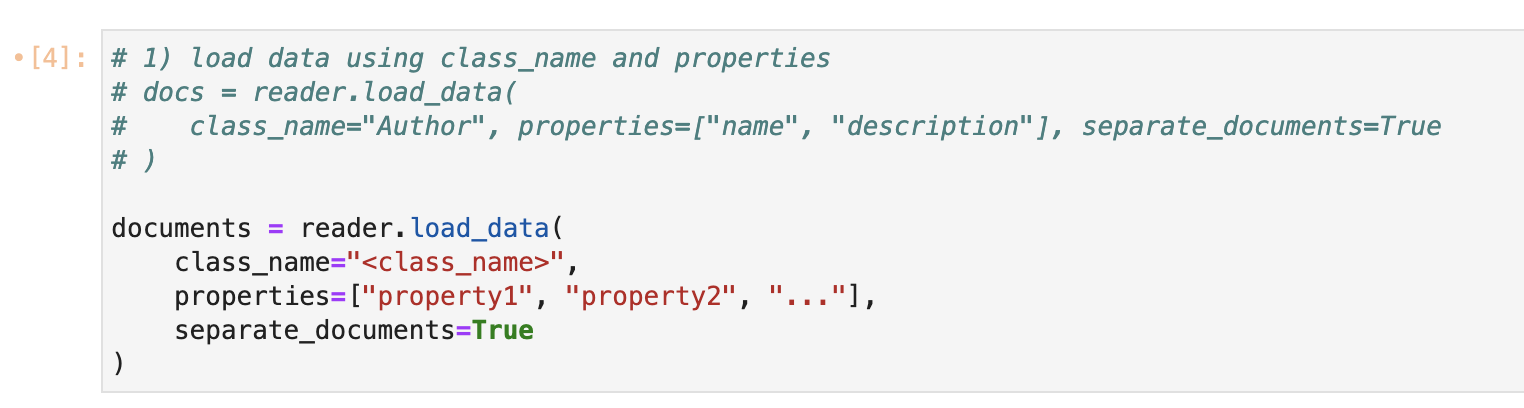 [4]: # 1) load data using class_name and properties
# docs = reader.load_data(
#    class_name="Author", properties=["name", "description"], separate_documents=True
# )
documents = reader.load_data(
    class_name="<class_name>",
    properties=["property1", "property2", "..."],
    separate_documents=True
)